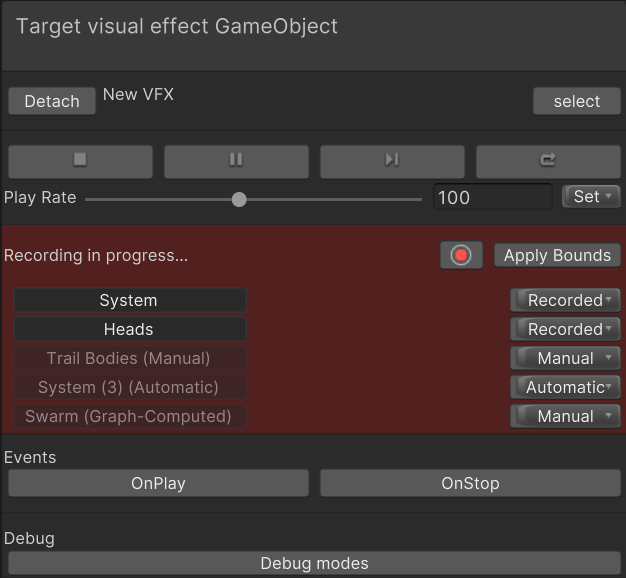 Target visual effect GameObject
Detach New VFX select
Play Rate 100 Set
Recording in progress... Apply Bounds
System Recorded
Heads Recorded
Trail Bodies (Manual) Manual
System (3) (Automatic) Automatic
Swarm (Graph-Computed) Manual
Events
OnPlay OnStop
Debug
Debug modes